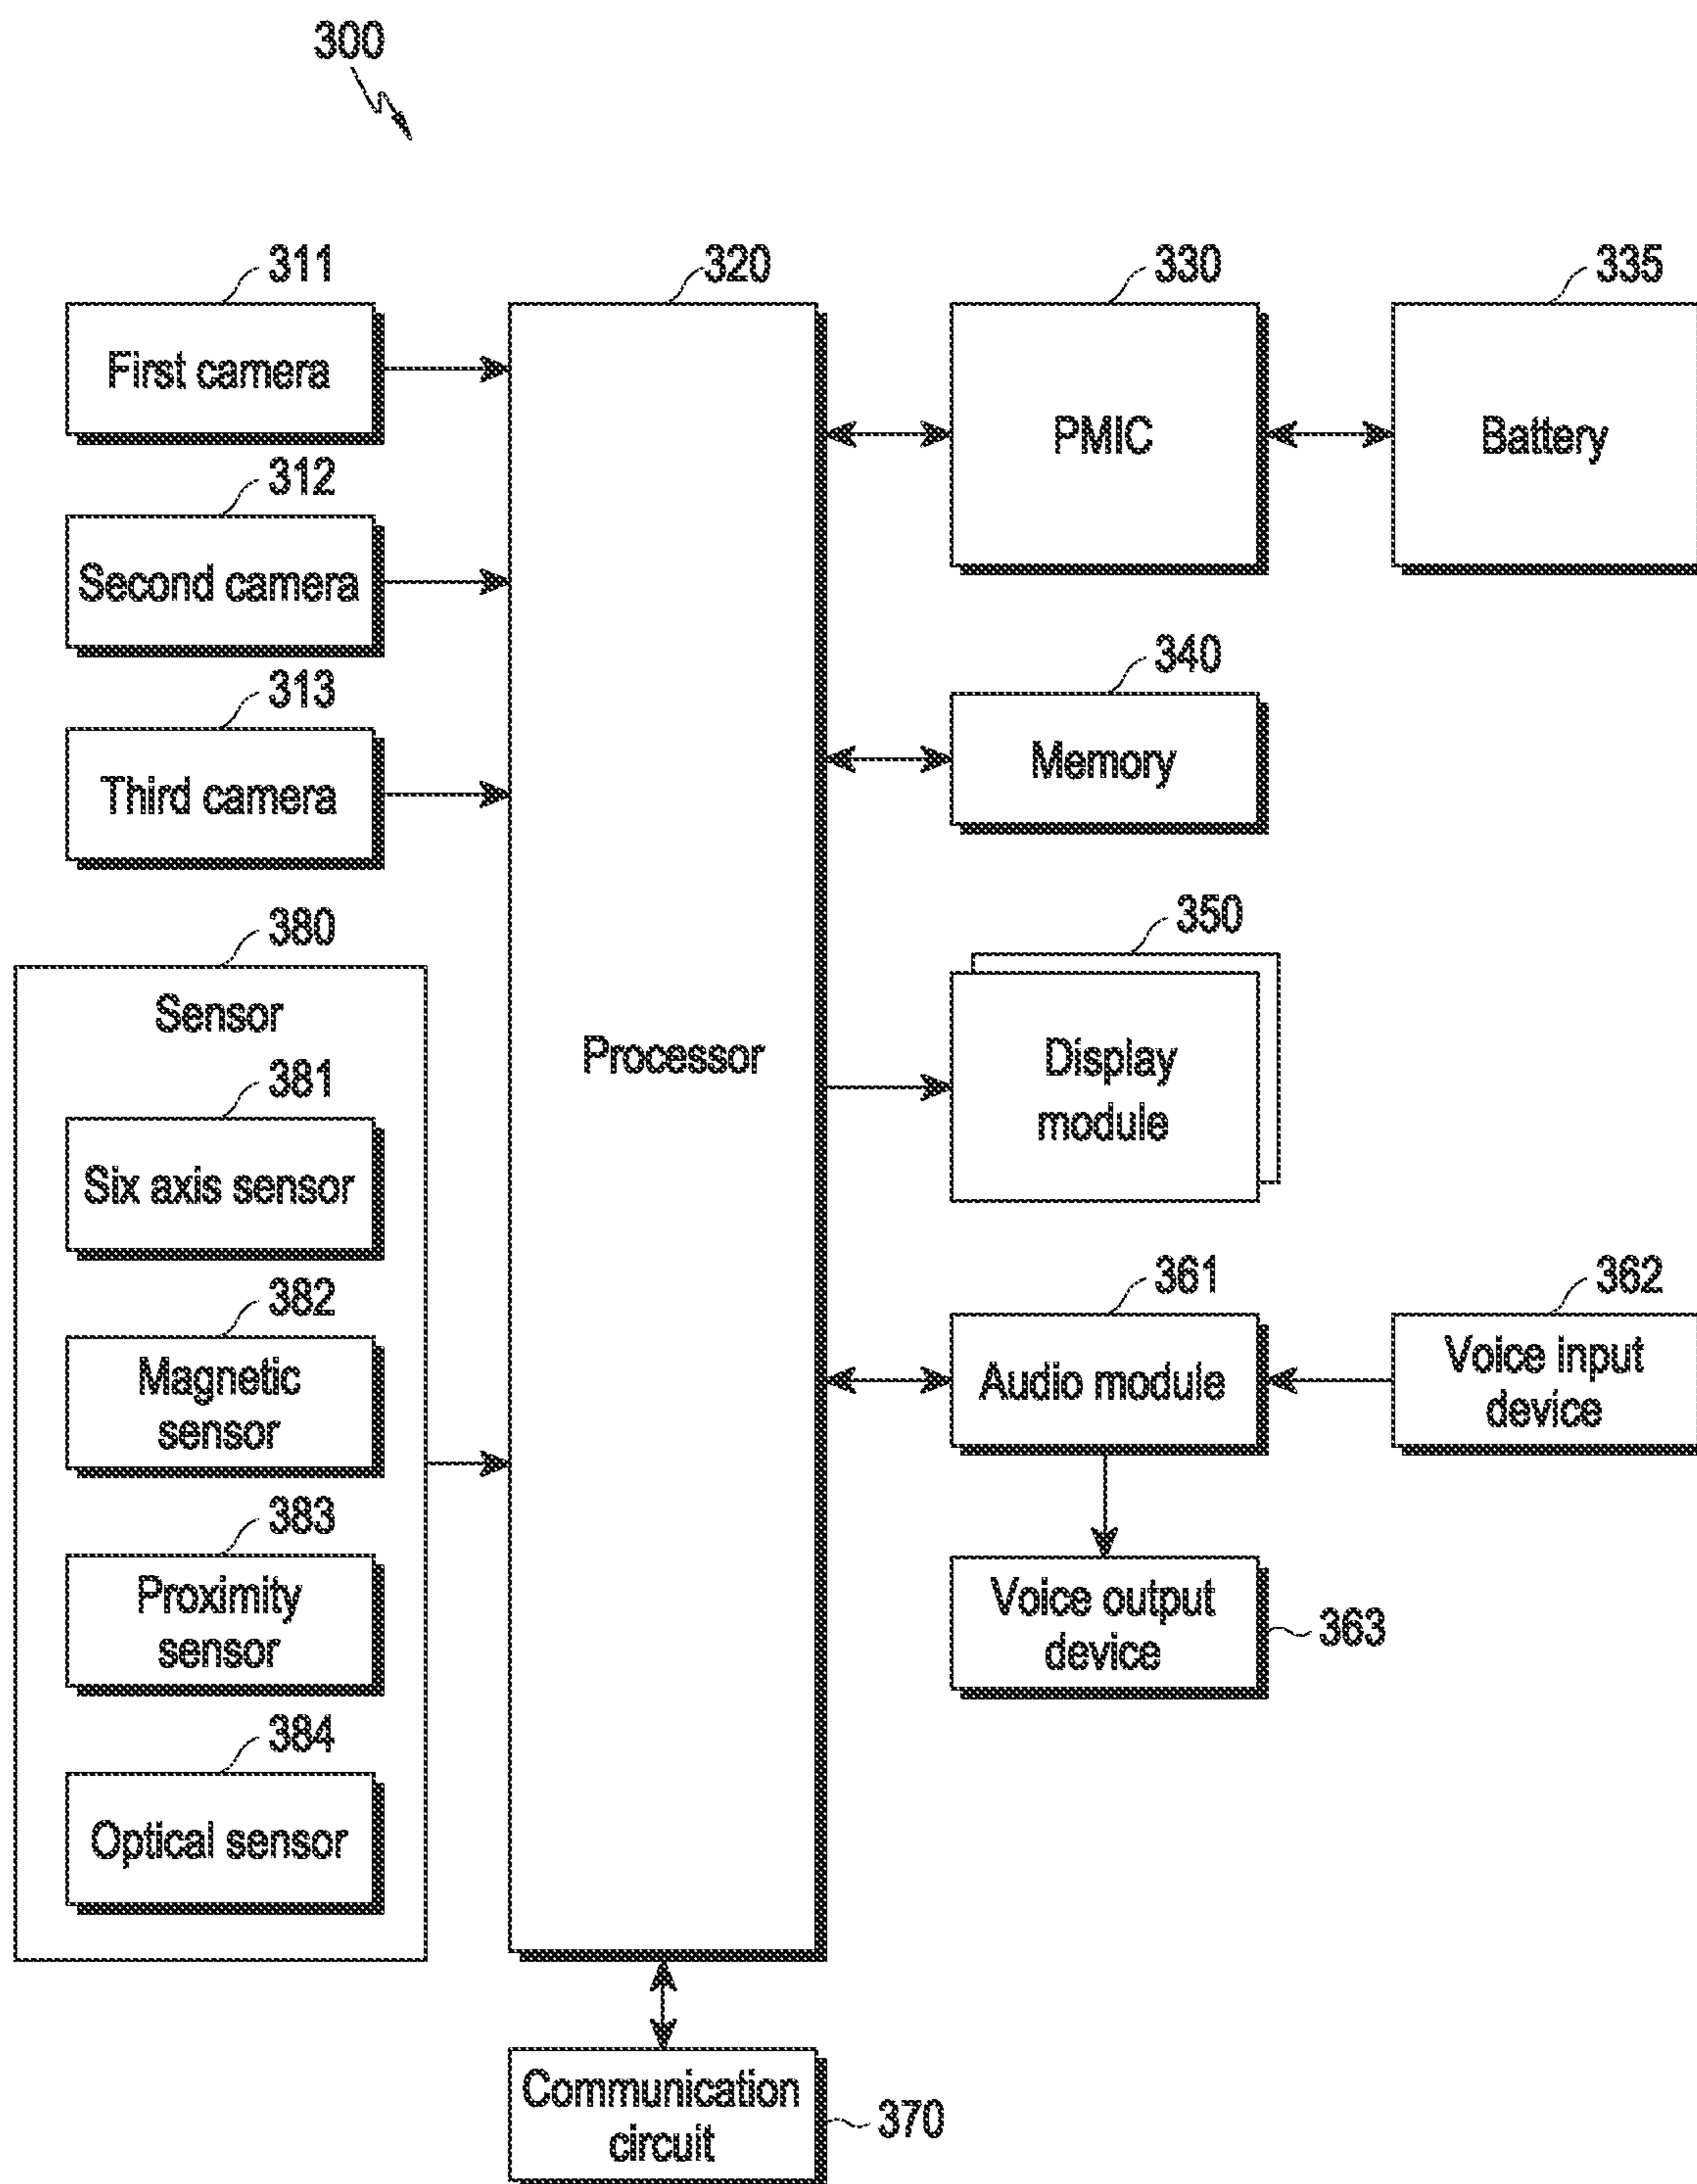 300
311
First camera
312
Second camera
313
Third camera
380
Sensor
381
Six axis sensor
382
Magnetic
sensor
383
Proximity
sensor
384
Optical sensor
320
Processor
330
PMIC
335
Battery
340
Memory
350
Display
module
361
Audio module
362
Voice input
device
Voice output
device
363
Communication
circuit
370